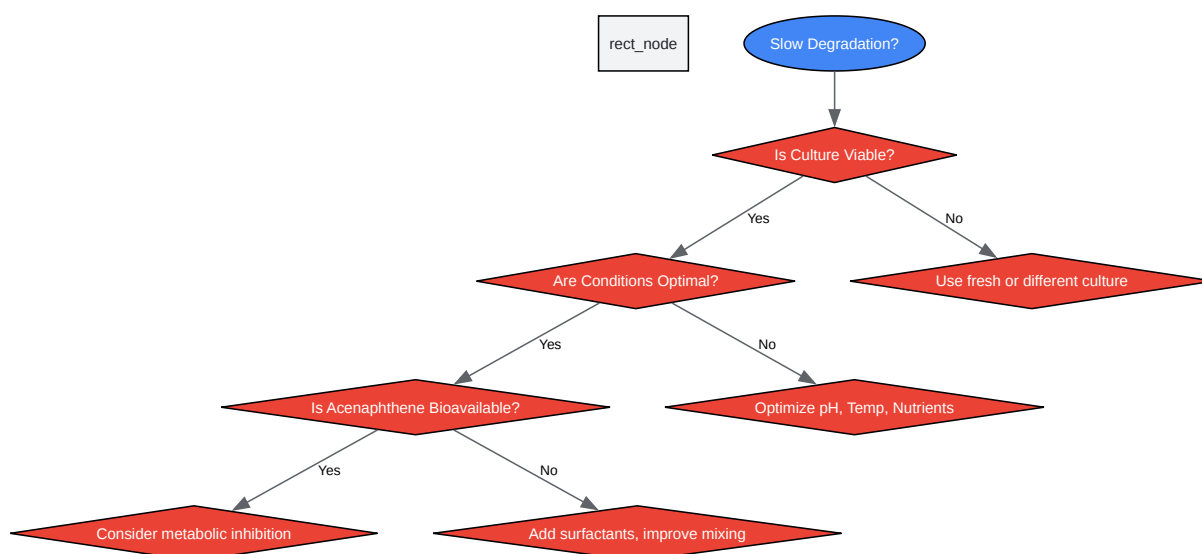 rect_node
Slow Degradation?
Is Culture Viable?
Yes
No
Are Conditions Optimal?
Use fresh or different culture
Yes
No
Is Acenaphthene Bioavailable?
Optimize pH, Temp, Nutrients
Yes
No
Consider metabolic inhibition
Add surfactants, improve mixing